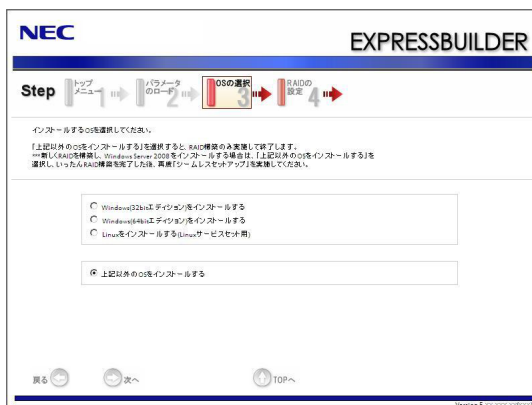 NEC
EXPRESSBUILDER
Step
トップ
メニュー 1
パラメータ
のロード 2
OSの選択
3
RAIDの
設定 4
インストールするOSを選択してください。
「上記以外のOSをインストールする」を選択すると、RAID構築のみ実施して終了します。
※※新しくRAIDを構築し、Windows Server 2008をインストールする場合は、「上記以外のOSをインストールする」を
選択し、いったんRAID構築を完了した後、再度「シームレスセットアップ」を実施してください。
Windows(32bitエディション)をインストールする
Windows(64bitエディション)をインストールする
Linuxをインストールする(Linuxサービスセット用)
上記以外のOSをインストールする
戻る
次へ
TOPへ
Version 5